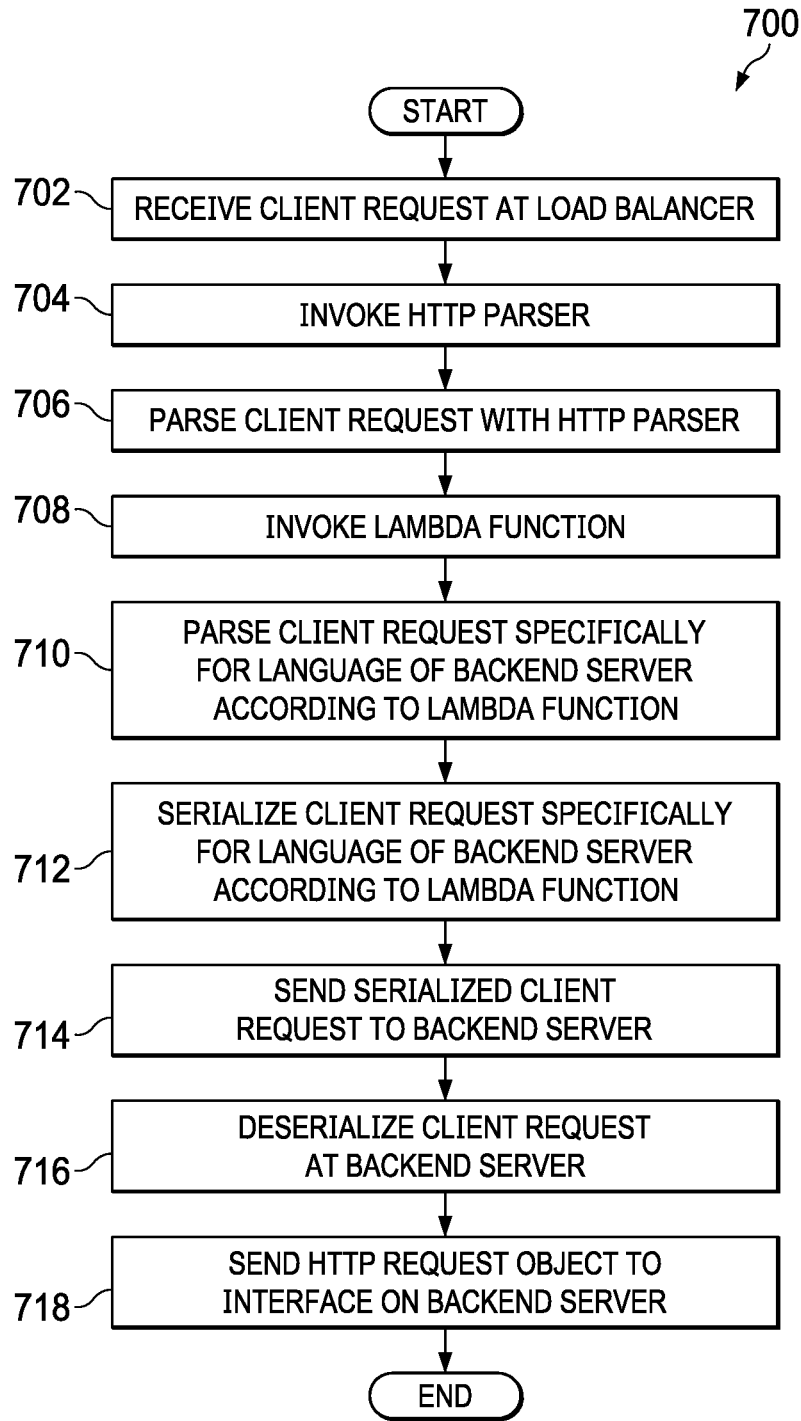 700
START
702
RECEIVE CLIENT REQUEST AT LOAD BALANCER
704
INVOKE HTTP PARSER
706
PARSE CLIENT REQUEST WITH HTTP PARSER
708
INVOKE LAMBDA FUNCTION
710
PARSE CLIENT REQUEST SPECIFICALLY
FOR LANGUAGE OF BACKEND SERVER
ACCORDING TO LAMBDA FUNCTION
712
SERIALIZE CLIENT REQUEST SPECIFICALLY
FOR LANGUAGE OF BACKEND SERVER
ACCORDING TO LAMBDA FUNCTION
714
SEND SERIALIZED CLIENT
REQUEST TO BACKEND SERVER
716
DESERIALIZE CLIENT REQUEST
AT BACKEND SERVER
718
SEND HTTP REQUEST OBJECT TO
INTERFACE ON BACKEND SERVER
END